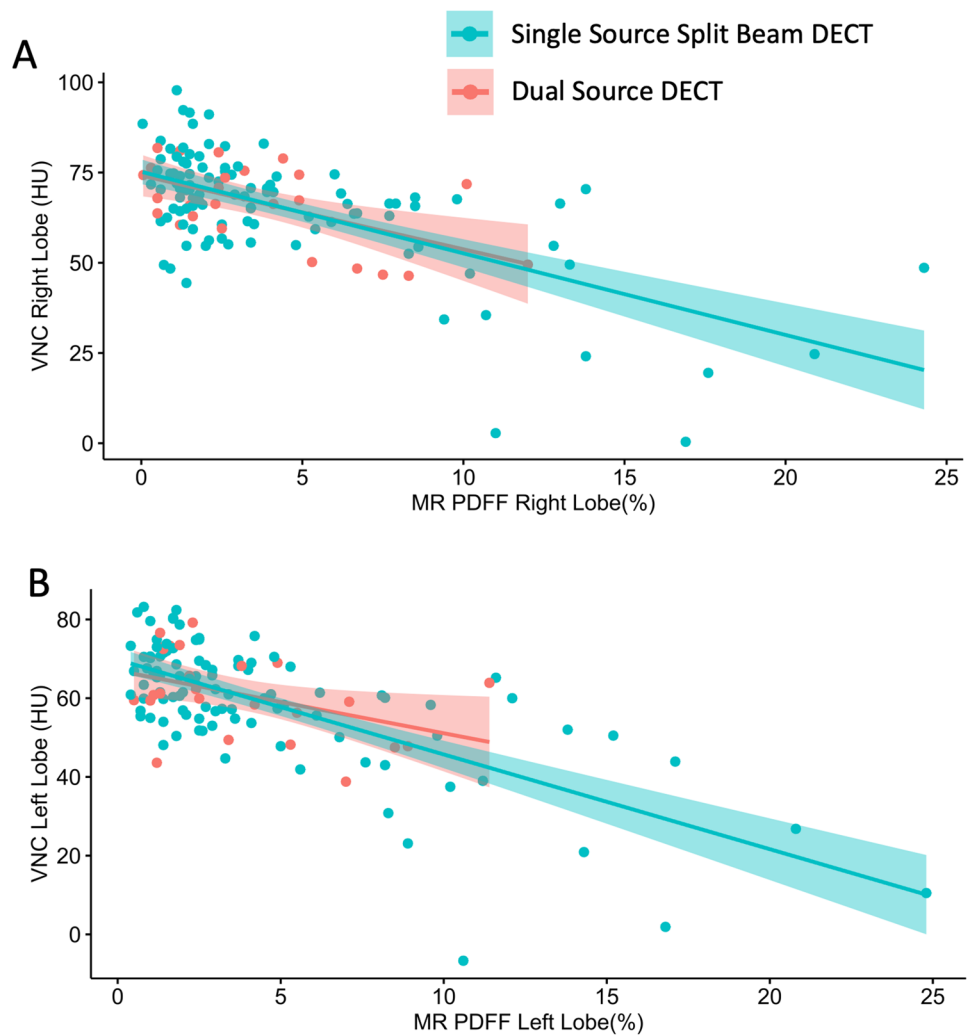 Single Source Split Beam DECT
A
Dual Source DECT
100
75
50
25
0
VNC Right Lobe (HU)
0 5 10 15 20 25
MR PDFF Right Lobe(%)
B
80
60
40
20
0
VNC Left Lobe (HU)
0 5 10 15 20 25
MR PDFF Left Lobe(%)